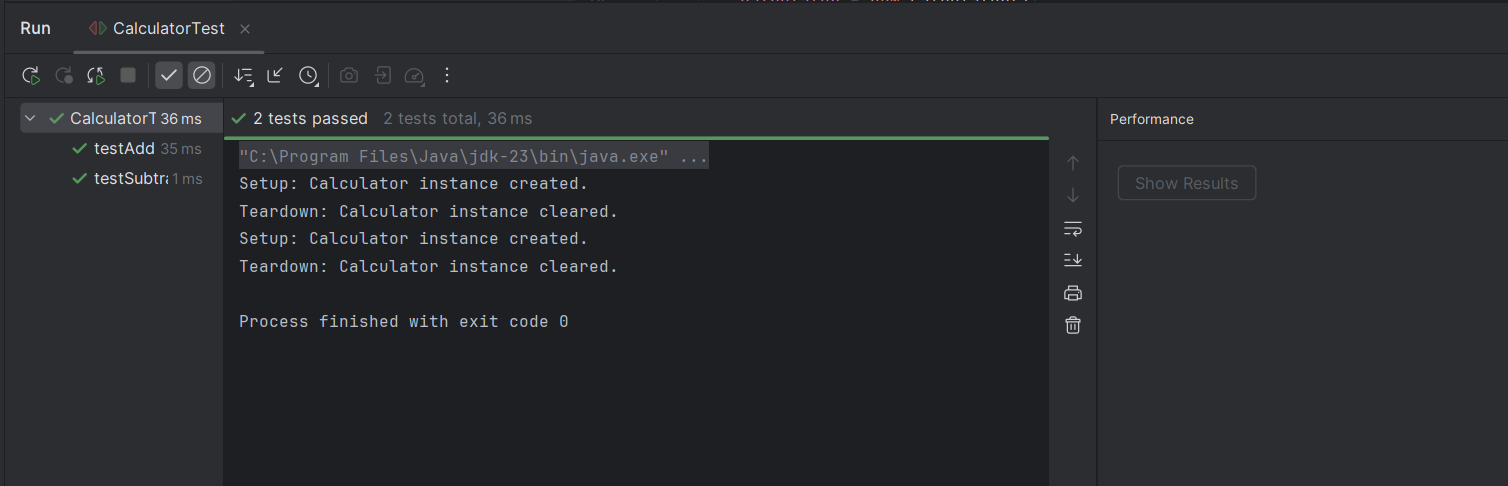 Run CalculatorTest
CalculatorT 36 ms
testAdd 35 ms
testSubtra 1 ms
2 tests passed 2 tests total, 36 ms
"C:\Program Files\Java\jdk-23\bin\java.exe" ...
Setup: Calculator instance created.
Teardown: Calculator instance cleared.
Setup: Calculator instance created.
Teardown: Calculator instance cleared.
Process finished with exit code 0
Performance
Show Results